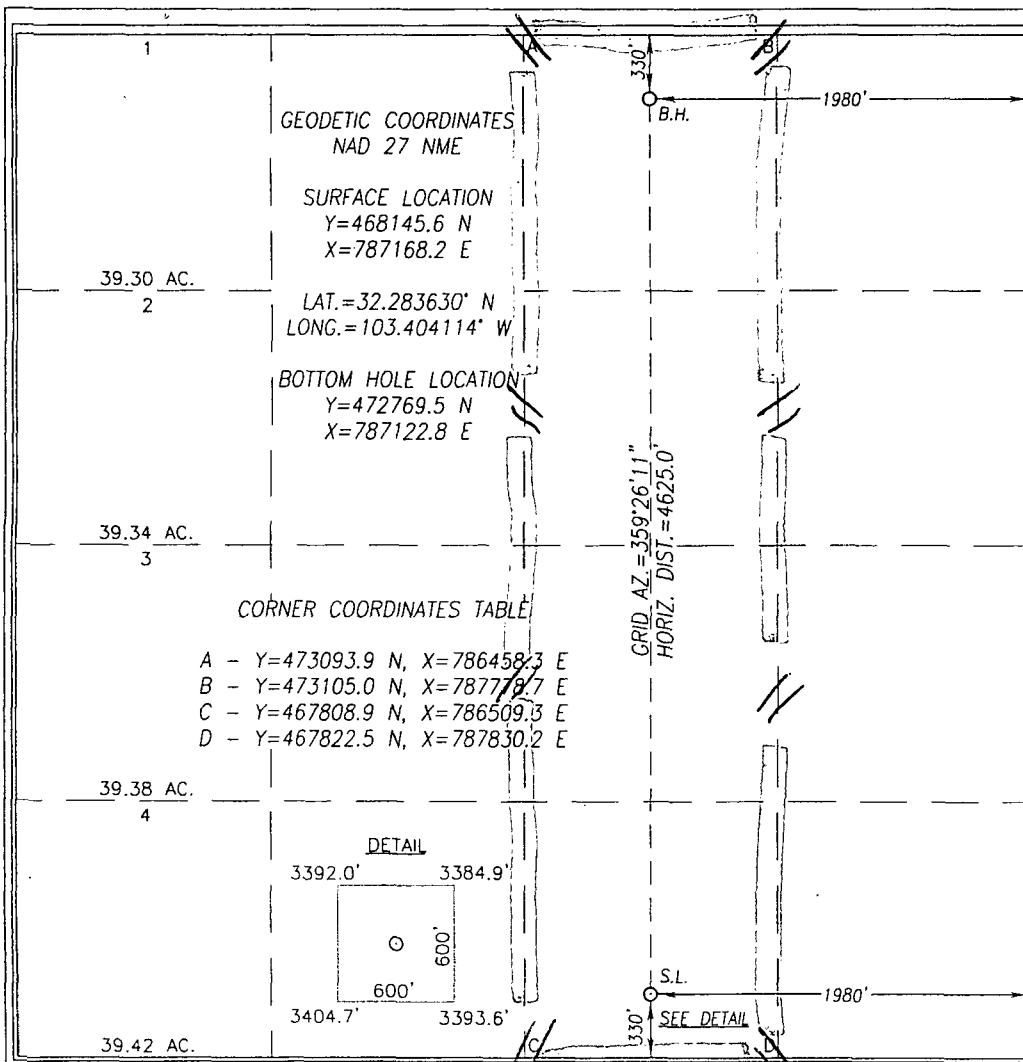 1
A
B
330'
B.H.
1980'
GEODETIC COORDINATES
NAD 27 NME
SURFACE LOCATION
Y=468145.6 N
X=787168.2 E
39.30 AC.
2
LAT.=32.283630° N
LONG.=103.404114° W
BOTTOM HOLE LOCATION
Y=472769.5 N
X=787122.8 E
GRID AZ.=359°26'11"
HORIZ. DIST.=4625.0'
39.34 AC.
3
CORNER COORDINATES TABLE
A - Y=473093.9 N, X=786458.3 E
B - Y=473105.0 N, X=787778.7 E
C - Y=467808.9 N, X=786509.3 E
D - Y=467822.5 N, X=787830.2 E
39.38 AC.
4
DETAIL
3392.0' 3384.9'
600'
600'
3404.7' 3393.6'
S.L.
1980'
330'
SEE DETAIL
39.42 AC.
C
D